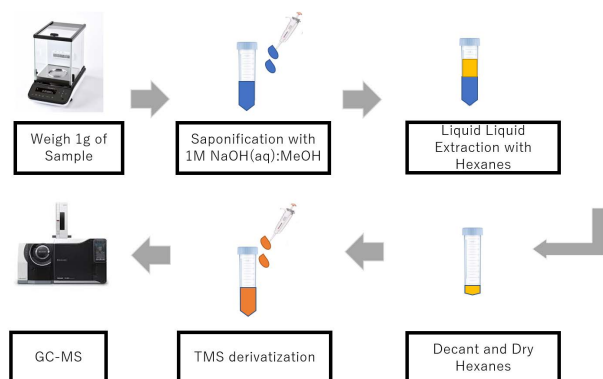 Weigh 1g of
Sample
Saponification with
1M NaOH(aq):MeOH
Liquid Liquid
Extraction with
Hexanes
Decant and Dry
Hexanes
TMS derivatization
GC-MS